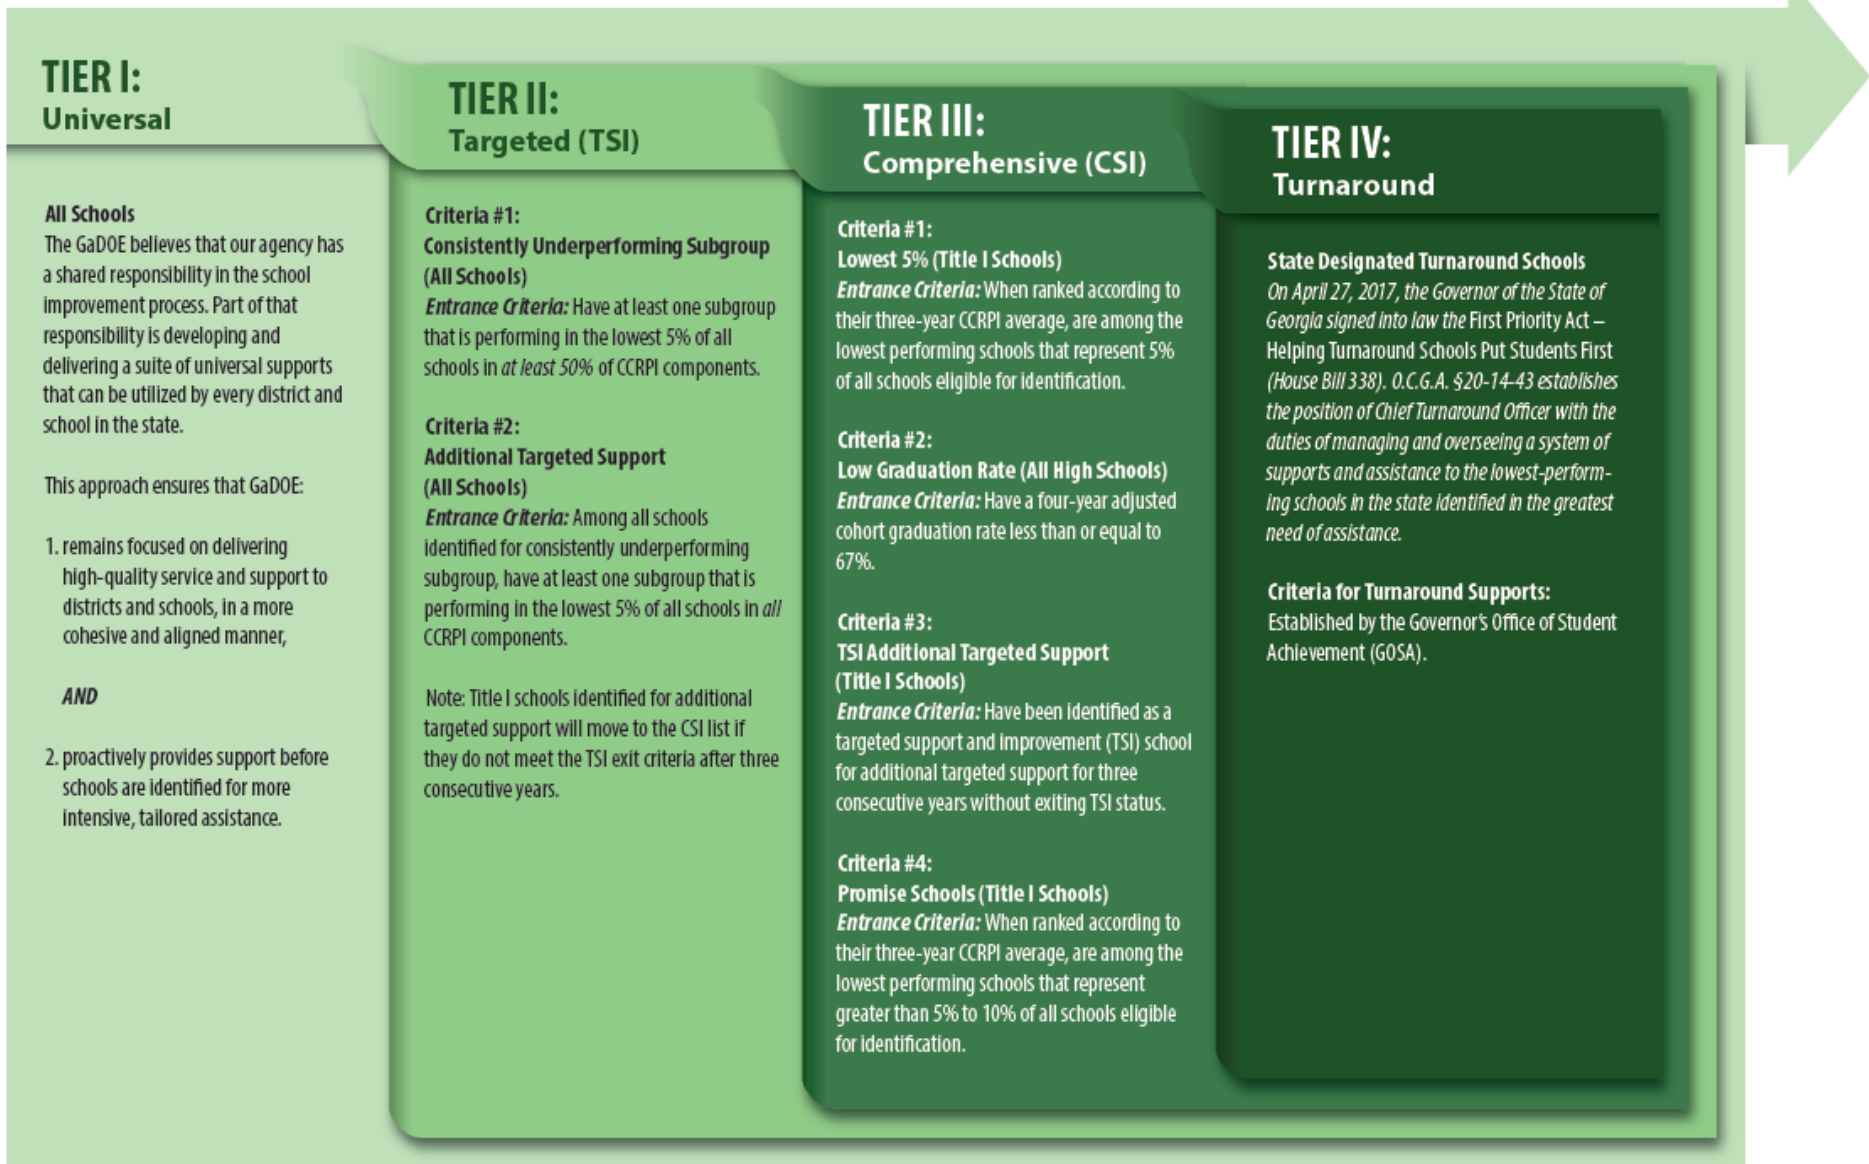 TIER I:
Universal
All Schools
The GaDOE believes that our agency has
a shared responsibility in the school
improvement process. Part of that
responsibility is developing and
delivering a suite of universal supports
that can be utilized by every district and
school in the state.
This approach ensures that GaDOE:
1. remains focused on delivering
high-quality service and support to
districts and schools, in a more
cohesive and aligned manner,
AND
2. proactively provides support before
schools are identified for more
intensive, tailored assistance.
TIER II:
Targeted (TSI)
Criteria #1:
Consistently Underperforming Subgroup
(All Schools)
Entrance Criteria: Have at least one subgroup
that is performing in the lowest 5% of all
schools in at least 50% of CCRPI components.
Criteria #2:
Additional Targeted Support
(All Schools)
Entrance Criteria: Among all schools
identified for consistently underperforming
subgroup, have at least one subgroup that is
performing in the lowest 5% of all schools in all
CCRPI components.
Note: Title I schools identified for additional
targeted support will move to the CSI list if
they do not meet the TSI exit criteria after three
consecutive years.
TIER III:
Comprehensive (CSI)
Criteria #1:
Lowest 5% (Title I Schools)
Entrance Criteria: When ranked according to
their three-year CCRPI average, are among the
lowest performing schools that represent 5%
of all schools eligible for identification.
Criteria #2:
Low Graduation Rate (All High Schools)
Entrance Criteria: Have a four-year adjusted
cohort graduation rate less than or equal to
67%.
Criteria #3:
TSI Additional Targeted Support
(Title I Schools)
Entrance Criteria: Have been identified as a
targeted support and improvement (TSI) school
for additional targeted support for three
consecutive years without exiting TSI status.
Criteria #4:
Promise Schools (Title I Schools)
Entrance Criteria: When ranked according to
their three-year CCRPI average, are among the
lowest performing schools that represent
greater than 5% to 10% of all schools eligible
for identification.
TIER IV:
Turnaround
State Designated Turnaround Schools
On April 27, 2017, the Governor of the State of
Georgia signed into law the First Priority Act –
Helping Turnaround Schools Put Students First
(House Bill 338). O.C.G.A. §20-14-43 establishes
the position of Chief Turnaround Officer with the
duties of managing and overseeing a system of
supports and assistance to the lowest-perform-
ing schools in the state identified in the greatest
need of assistance.
Criteria for Turnaround Supports:
Established by the Governor's Office of Student
Achievement (GOSA).